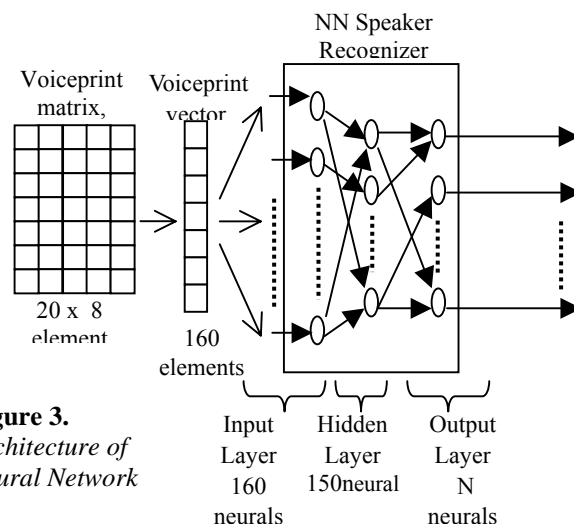 NN Speaker
Recognizer
Voiceprint
matrix,
Voiceprint
vector
20 x 8
element
160
elements
gure 3.
chitecture of
ural Network
Input
Layer
160
neurals
Hidden
Layer
150neural
Output
Layer
N
neurals